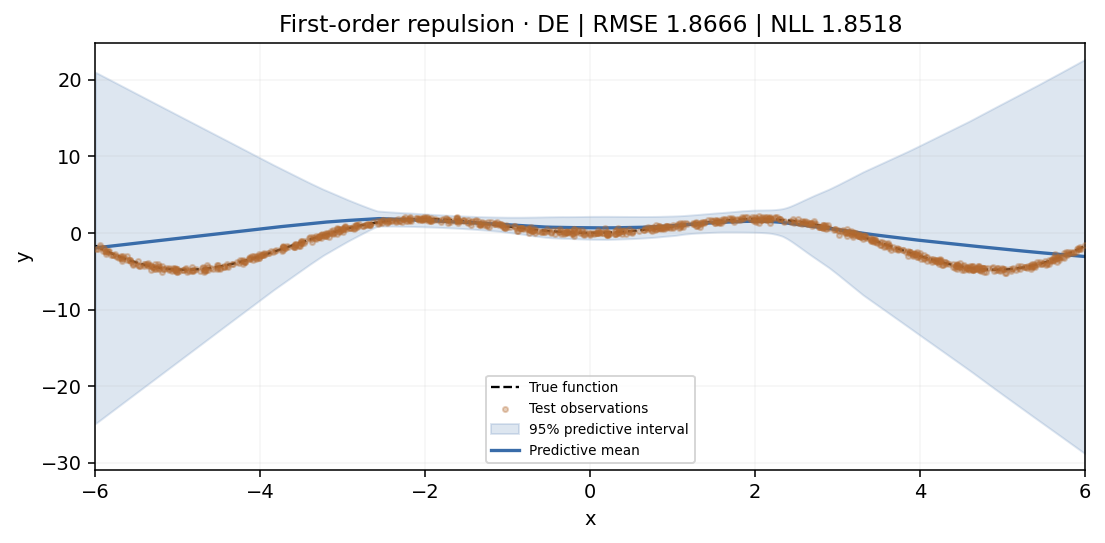 First-order repulsion · DE | RMSE 1.8666 | NLL 1.8518
y
20
10
0
−10
−20
−30
True function
Test observations
95% predictive interval
Predictive mean
−6 −4 −2 0 2 4 6
x